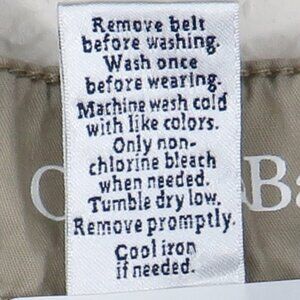 Remove belt
before washing.
Wash once
before wearing.
Machine wash cold
with like colors.
Only non-
chlorine bleach
when needed.
Tumble dry low.
Remove promptly.
Cool iron
if needed.